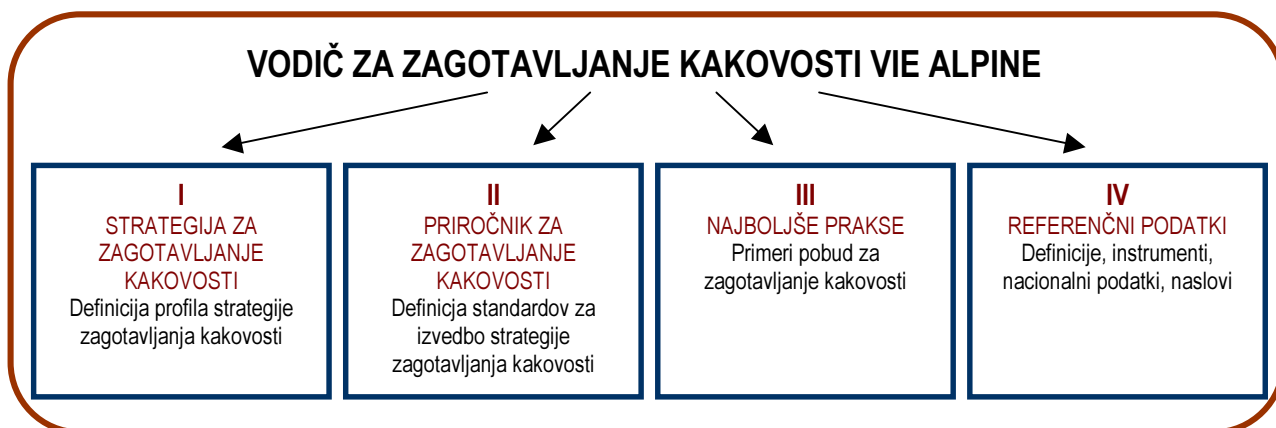 VODIČ ZA ZAGOTAVLJANJE KAKOVOSTI VIE ALPINE
I
STRATEGIJA ZA
ZAGOTAVLJANJE
KAKOVOSTI
Definicija profila strategije
zagotavljanja kakovosti
II
PRIROČNIK ZA
ZAGOTAVLJANJE
KAKOVOSTI
Definicja standardov za
izvedbo strategije
zagotavljanja kakovosti
III
NAJBOLJŠE PRAKSE
Primeri pobud za
zagotavljanje kakovosti
IV
REFERENČNI PODATKI
Definicije, instrumenti,
nacionalni podatki, naslovi